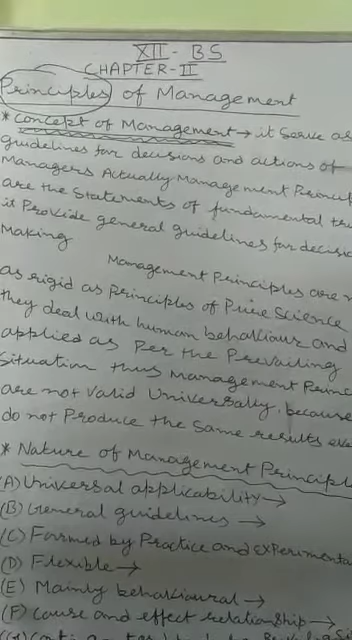 XII - BS
CHAPTER-II
Principles of Management
* Concept of Management → it Serve as
guidelines for decisions and actions of
Managers Actually Management Princip
are the Statements of fundamental tru
it Provide general guidelines for decisio
Making
Management Principles are n
as rigid as principles of Pure Science
they deal with human behaviour and
applied as Per the Prevailing
Situation thus Management Princ
are not valid Universally, because
do not Produce the Same results eve
* Nature of Management Principl
(A) Universal applicability →
(B) General guidelines →
(C) Formed by Practice and experimenta
(D) Flexible →
(E) Mainly behavioural →
(F) Cause and effect relationship →